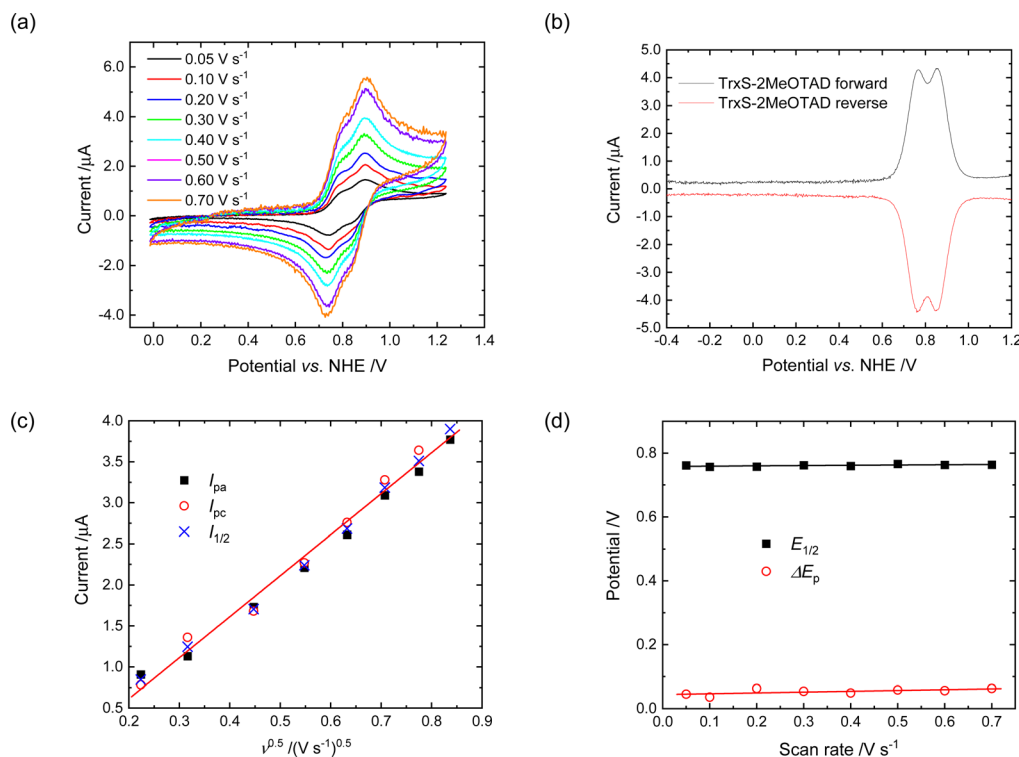 (a)
6.0
4.0
2.0
0.0
-2.0
-4.0
Current /μA
0.05 V s⁻¹
0.10 V s⁻¹
0.20 V s⁻¹
0.30 V s⁻¹
0.40 V s⁻¹
0.50 V s⁻¹
0.60 V s⁻¹
0.70 V s⁻¹
0.0 0.2 0.4 0.6 0.8 1.0 1.2 1.4
Potential vs. NHE /V
(b)
5.0
4.0
3.0
2.0
1.0
0.0
-1.0
-2.0
-3.0
-4.0
-5.0
Current /μA
TrxS-2MeOTAD forward
TrxS-2MeOTAD reverse
-0.4 -0.2 0.0 0.2 0.4 0.6 0.8 1.0 1.2
Potential vs. NHE /V
(c)
4.0
3.5
3.0
2.5
2.0
1.5
1.0
0.5
Current /μA
Ipa
Ipc
I1/2
0.2 0.3 0.4 0.5 0.6 0.7 0.8 0.9
ν⁰·⁵ /(V s⁻¹)⁰·⁵
(d)
0.8
0.6
0.4
0.2
0.0
Potential /V
E1/2
ΔEp
0.0 0.1 0.2 0.3 0.4 0.5 0.6 0.7
Scan rate /V s⁻¹